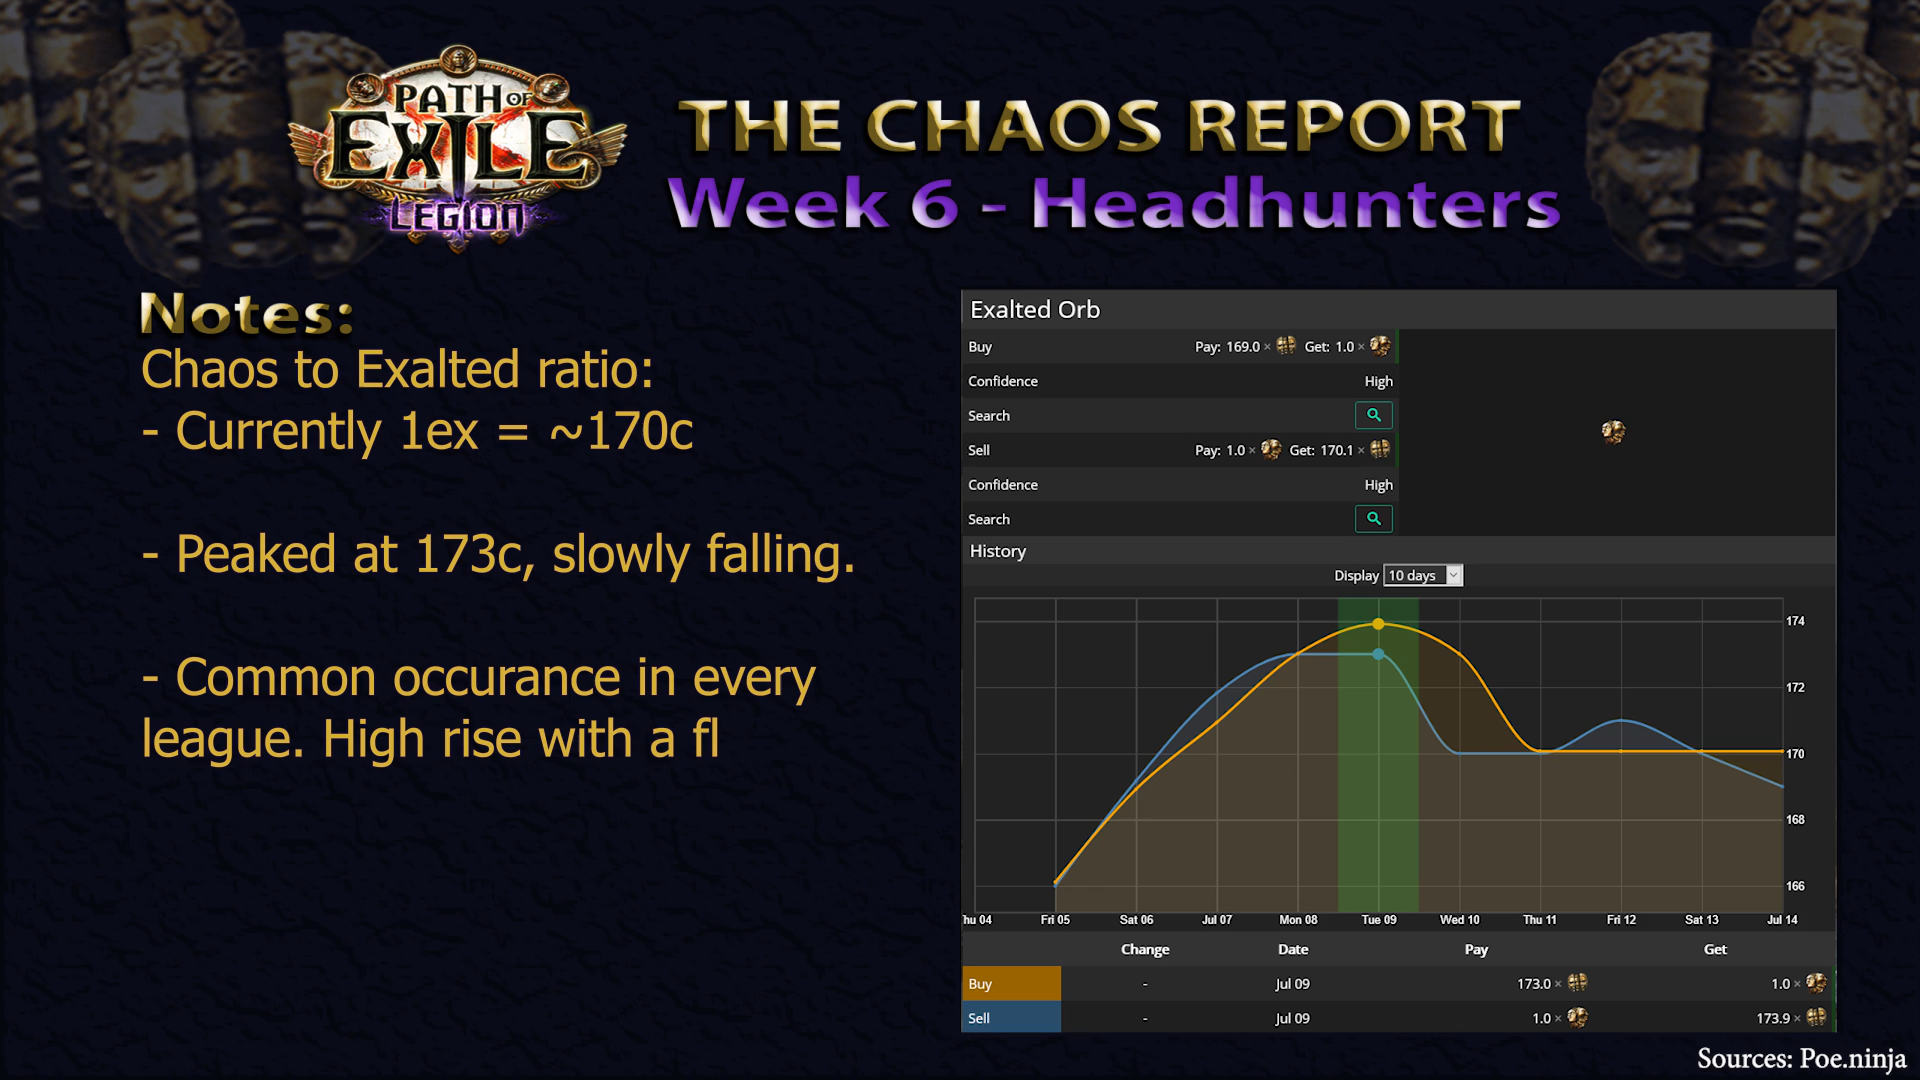 PATH OF
EXILE
LEGION
THE CHAOS REPORT
Week 6 - Headhunters
Notes:
Chaos to Exalted ratio:
- Currently 1ex = ~170c
- Peaked at 173c, slowly falling.
- Common occurance in every
league. High rise with a fl
Exalted Orb
Buy Pay: 169.0 × Get: 1.0 ×
Confidence High
Search
Sell Pay: 1.0 × Get: 170.1 ×
Confidence High
Search
History
Display 10 days
174
172
170
168
166
hu 04 Fri 05 Sat 06 Jul 07 Mon 08 Tue 09 Wed 10 Thu 11 Fri 12 Sat 13 Jul 14
Change Date Pay Get
Buy - Jul 09 173.0 × 1.0 ×
Sell - Jul 09 1.0 × 173.9 ×
Sources: Poe.ninja